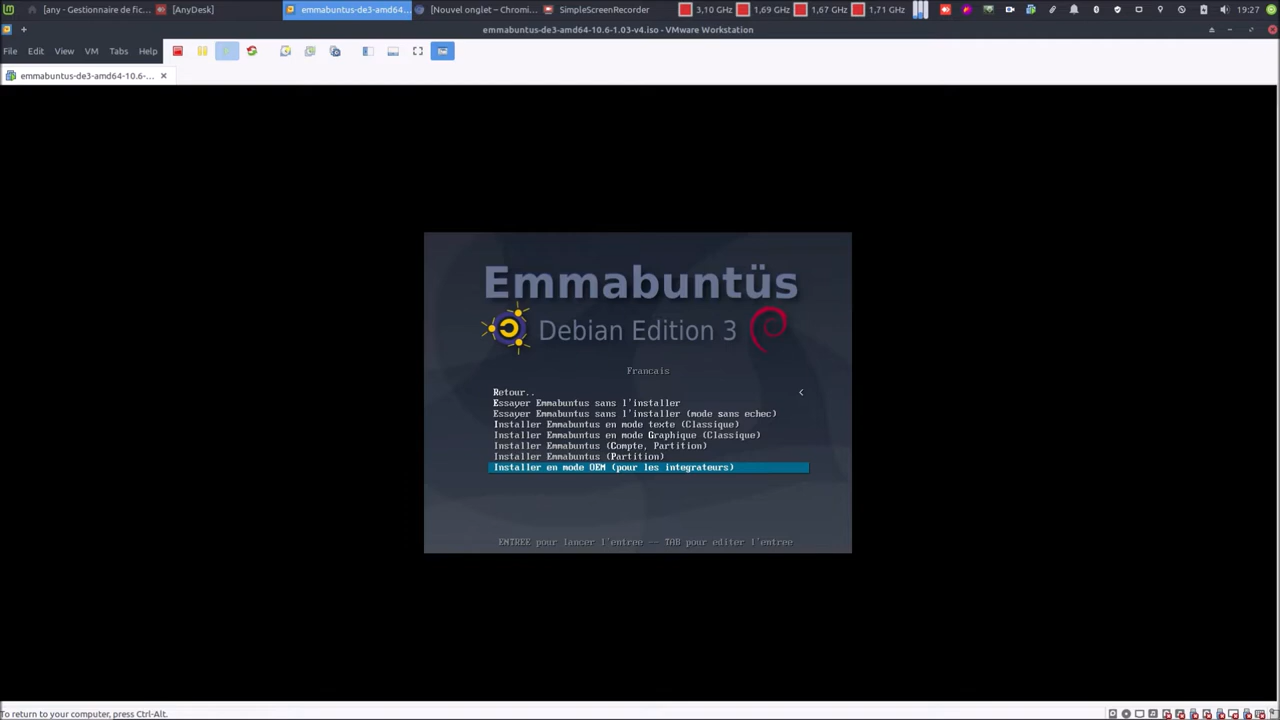 [any - Gestionnaire de fic...
[AnyDesk]
emmabuntus-de3-amd64...
[Nouvel onglet - Chromi...
SimpleScreenRecorder
3,10 GHz
1,69 GHz
1,67 GHz
1,71 GHz
19:27
emmabuntus-de3-amd64-10.6-1.03-v4.iso - VMware Workstation
File Edit View VM Tabs Help
emmabuntus-de3-amd64-10.6-...
Emmabuntüs
Debian Edition 3
Francais
Retour.. <
Essayer Emmabuntus sans l'installer
Essayer Emmabuntus sans l'installer (mode sans echec)
Installer Emmabuntus en mode texte (Classique)
Installer Emmabuntus en mode Graphique (Classique)
Installer Emmabuntus (Compte, Partition)
Installer Emmabuntus (Partition)
Installer en mode OEM (pour les integrateurs)
ENTREE pour lancer l'entree -- TAB pour editer l'entree
To return to your computer, press Ctrl-Alt.